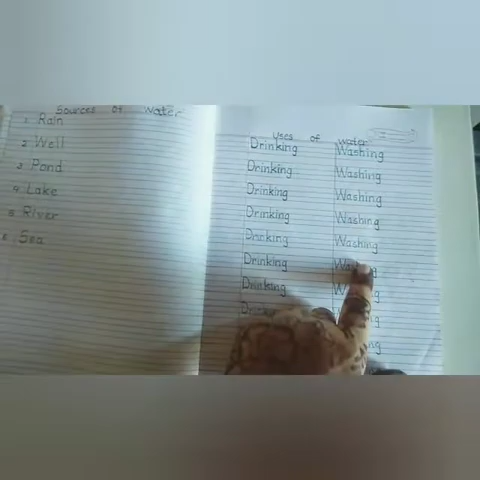 Sources of Water
1 Rain
2 Well
3 Pond
4 Lake
5 River
6 Sea
Uses of water
Drinking Washing
Drinking Washing
Drinking Washing
Drinking Washing
Drinking Washing
Drinking
Drinking